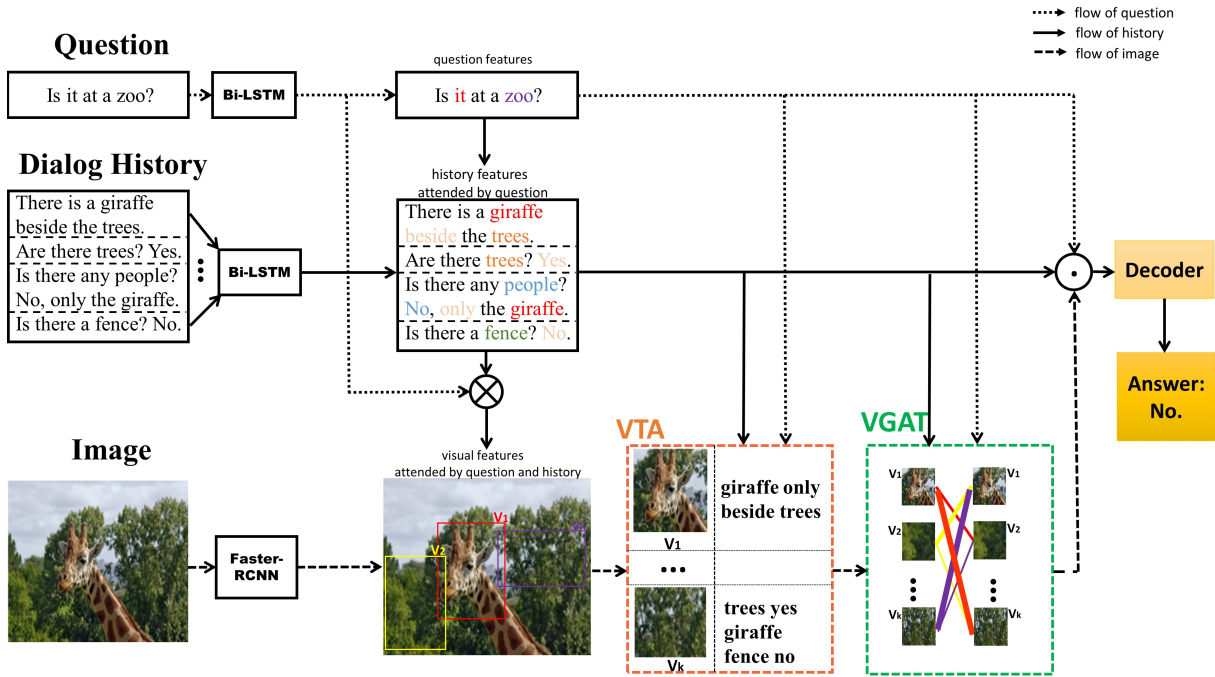 flow of question
flow of history
flow of image
Question
question features
Is it at a zoo?
Bi-LSTM
Is it at a zoo?
Dialog History
history features
attended by question
There is a giraffe
beside the trees.
Are there trees? Yes.
Is there any people?
No, only the giraffe.
Is there a fence? No.
Bi-LSTM
There is a giraffe
beside the trees.
Are there trees? Yes.
Is there any people?
No, only the giraffe.
Is there a fence? No.
Decoder
Answer:
No.
Image
visual features
attended by question and history
Faster-
RCNN
V1
V2
VTA
V1
giraffe only
beside trees
...
Vk
trees yes
giraffe
fence no
VGAT
V1
V1
V2
V2
Vk
Vk